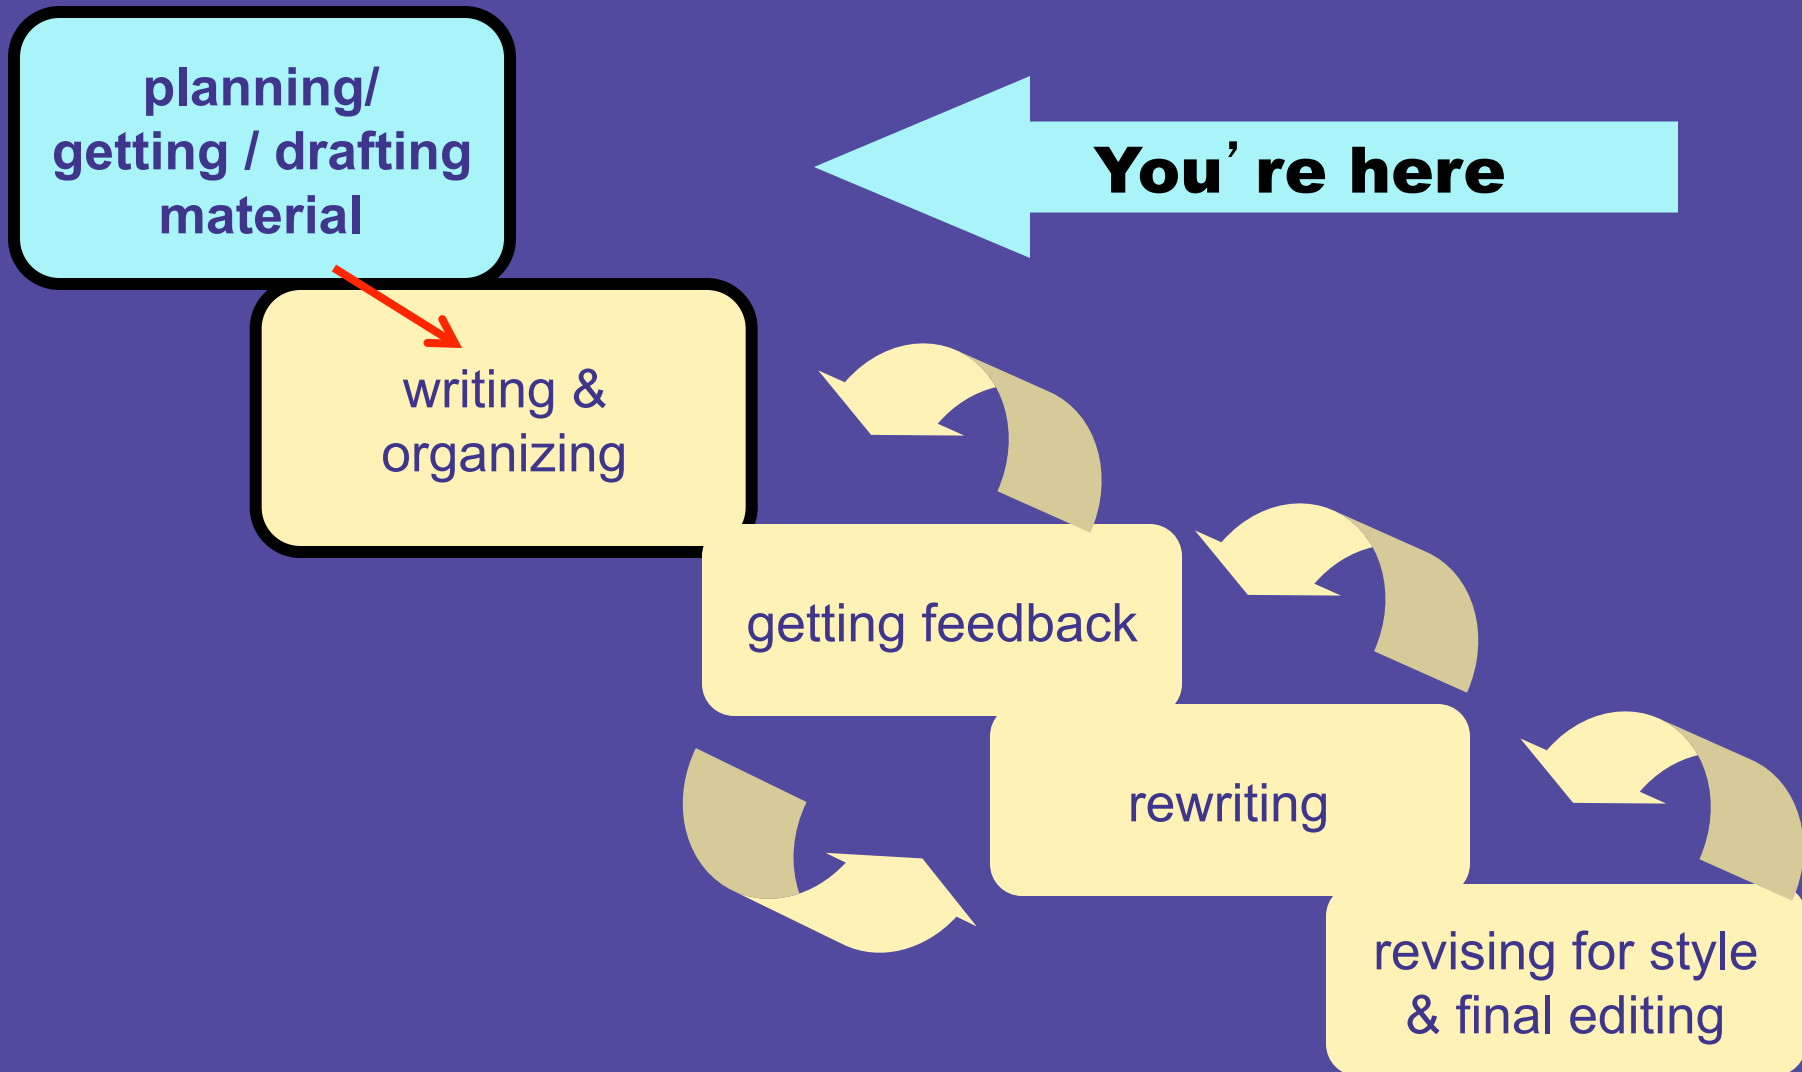 planning/
getting / drafting
material
You’re here
writing &
organizing
getting feedback
rewriting
revising for style
& final editing